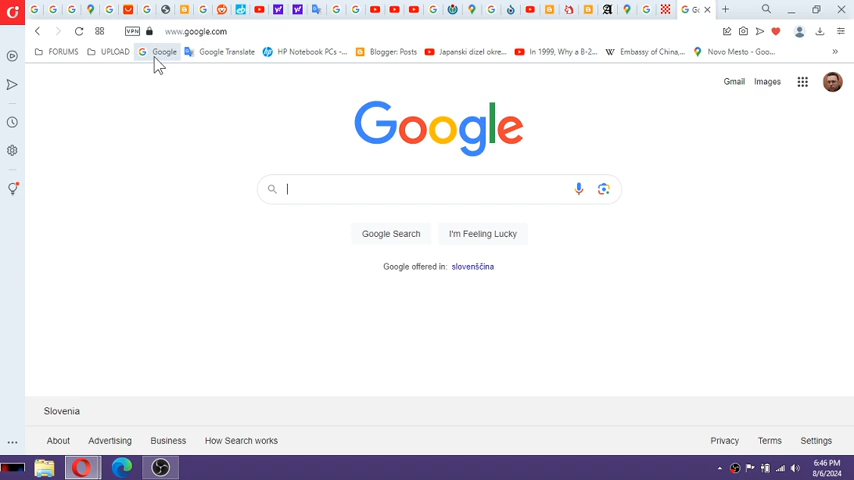 G
VPN www.google.com
FORUMS UPLOAD Google Google Translate HP Notebook PCs -... Blogger: Posts Japanski dizel okre... In 1999, Why a B-2... Embassy of China,... Novo Mesto - Goo... »
Gmail Images
Google
Google Search I'm Feeling Lucky
Google offered in: slovenščina
Slovenia
About Advertising Business How Search works Privacy Terms Settings
6:46 PM
8/6/2024